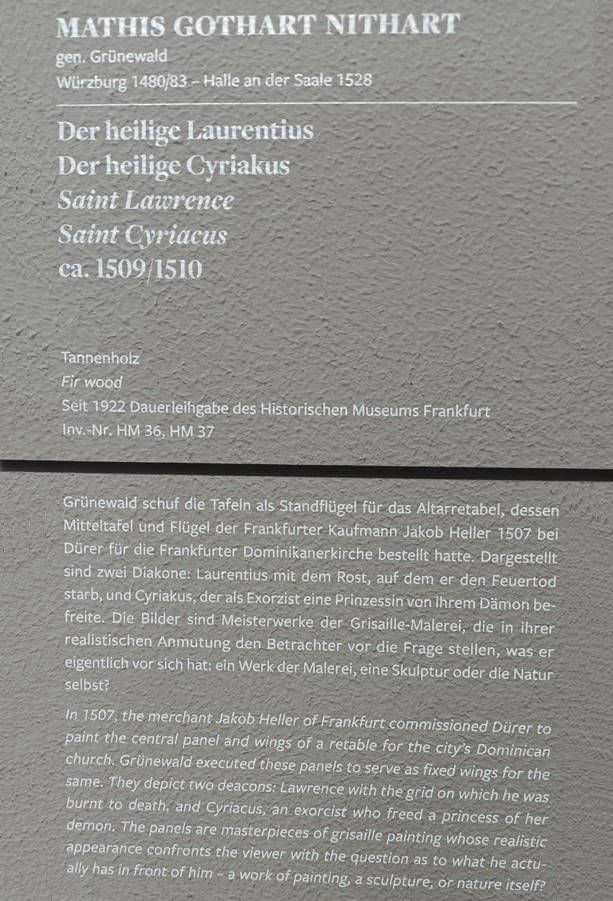 MATHIS GOTHART NITHART
gen. Grünewald
Würzburg 1480/83 – Halle an der Saale 1528
Der heilige Laurentius
Der heilige Cyriakus
Saint Lawrence
Saint Cyriacus
ca. 1509/1510
Tannenholz
Fir wood
Seit 1922 Dauerleihgabe des Historischen Museums Frankfurt
Inv.-Nr. HM 36, HM 37
Grünewald schuf die Tafeln als Standflügel für das Altarretabel, dessen
Mitteltafel und Flügel der Frankfurter Kaufmann Jakob Heller 1507 bei
Dürer für die Frankfurter Dominikanerkirche bestellt hatte. Dargestellt
sind zwei Diakone: Laurentius mit dem Rost, auf dem er den Feuertod
starb, und Cyriakus, der als Exorzist eine Prinzessin von ihrem Dämon be-
freite. Die Bilder sind Meisterwerke der Grisaille-Malerei, die in ihrer
realistischen Anmutung den Betrachter vor die Frage stellen, was er
eigentlich vor sich hat: ein Werk der Malerei, eine Skulptur oder die Natur
selbst?
In 1507, the merchant Jakob Heller of Frankfurt commissioned Dürer to
paint the central panel and wings of a retable for the city's Dominican
church. Grünewald executed these panels to serve as fixed wings for the
same. They depict two deacons: Lawrence with the grid on which he was
burnt to death, and Cyriacus, an exorcist who freed a princess of her
demon. The panels are masterpieces of grisaille painting whose realistic
appearance confronts the viewer with the question as to what he actu-
ally has in front of him – a work of painting, a sculpture, or nature itself?